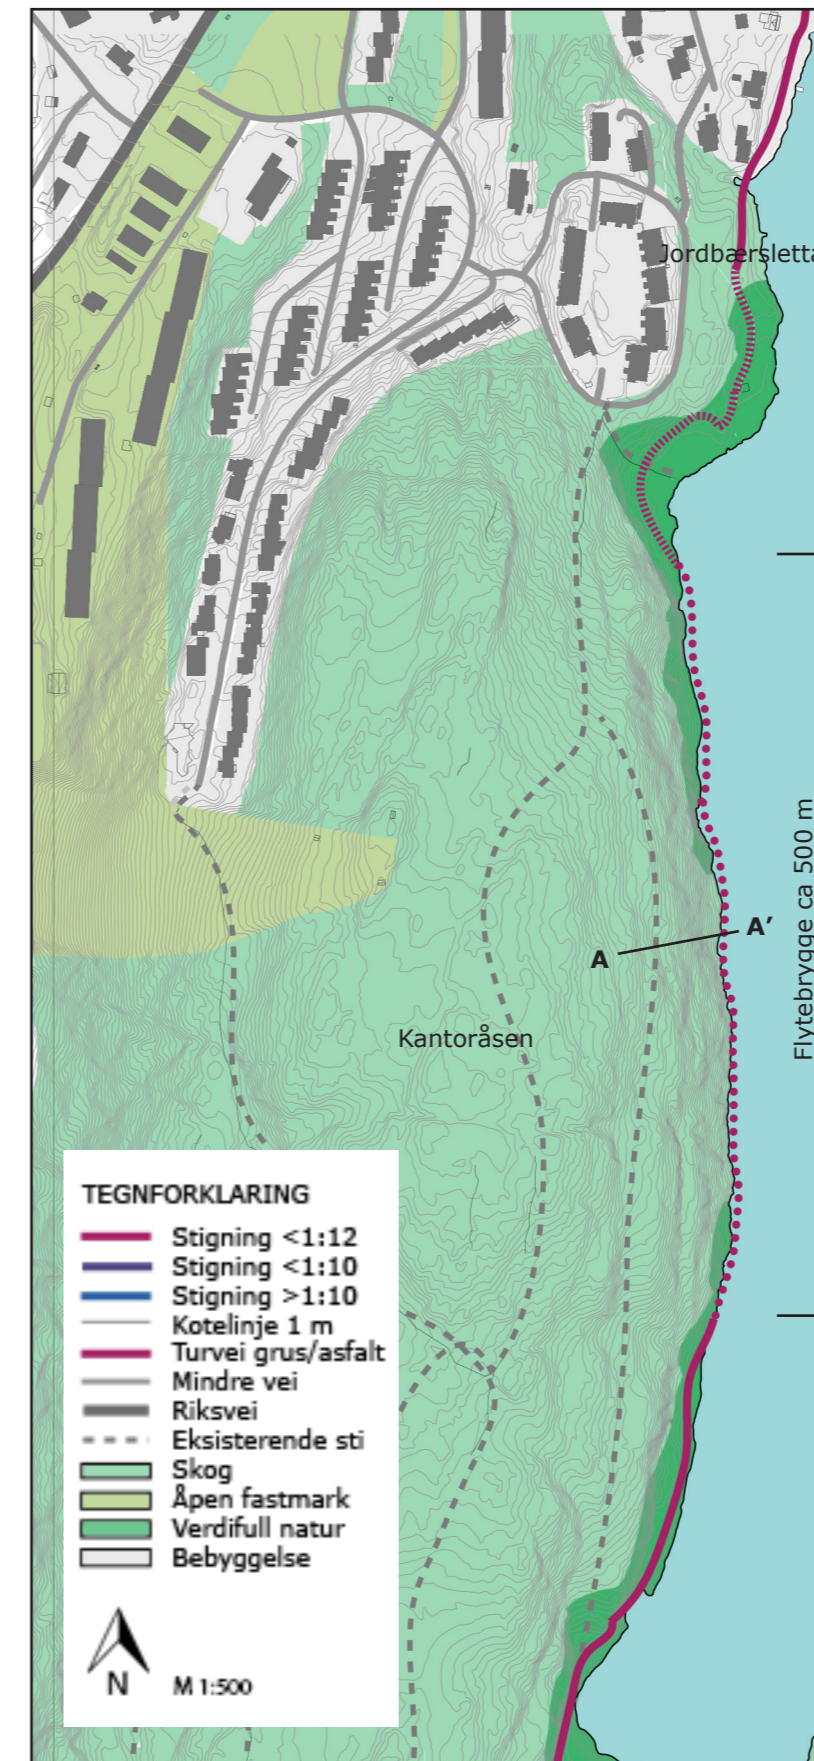 Jordbærsletta
Flytebrygge ca 500 m
A
A’
Kantoråsen
TEGNFORKLARING
Stigning <1:12
Stigning <1:10
Stigning >1:10
Kotelinje 1 m
Turvei grus/asfalt
Mindre vei
Riksvei
Eksisterende sti
Skog
Åpen fastmark
Verdifull natur
Bebyggelse
N
M 1:500